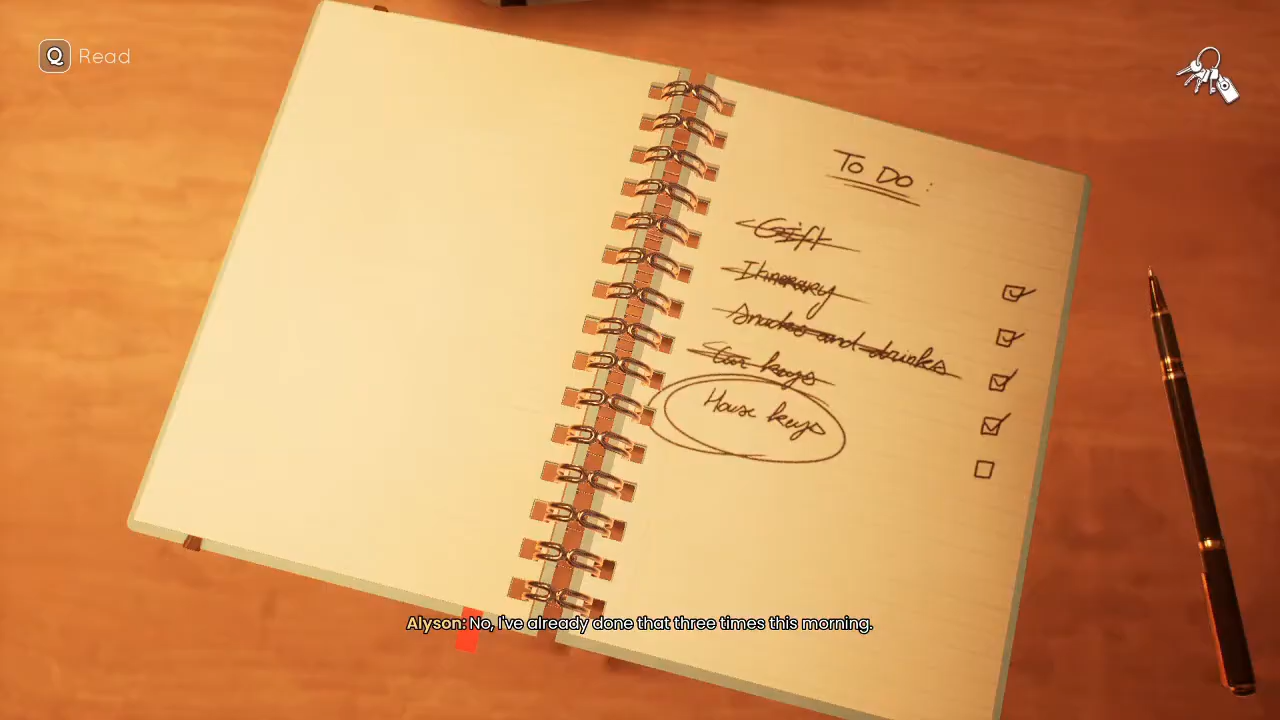 Q Read
To Do :
Gift
Itinerary
Snacks and drinks
Car keys
House keys
Alyson: No, I've already done that three times this morning.